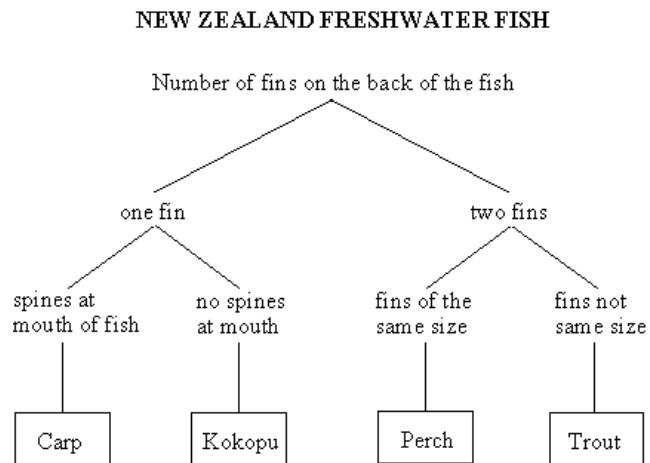 NEW ZEALAND FRESHWATER FISH
Number of fins on the back of the fish
one fin
two fins
spines at
mouth of fish
no spines
at mouth
fins of the
same size
fins not
same size
Carp
Kokopu
Perch
Trout